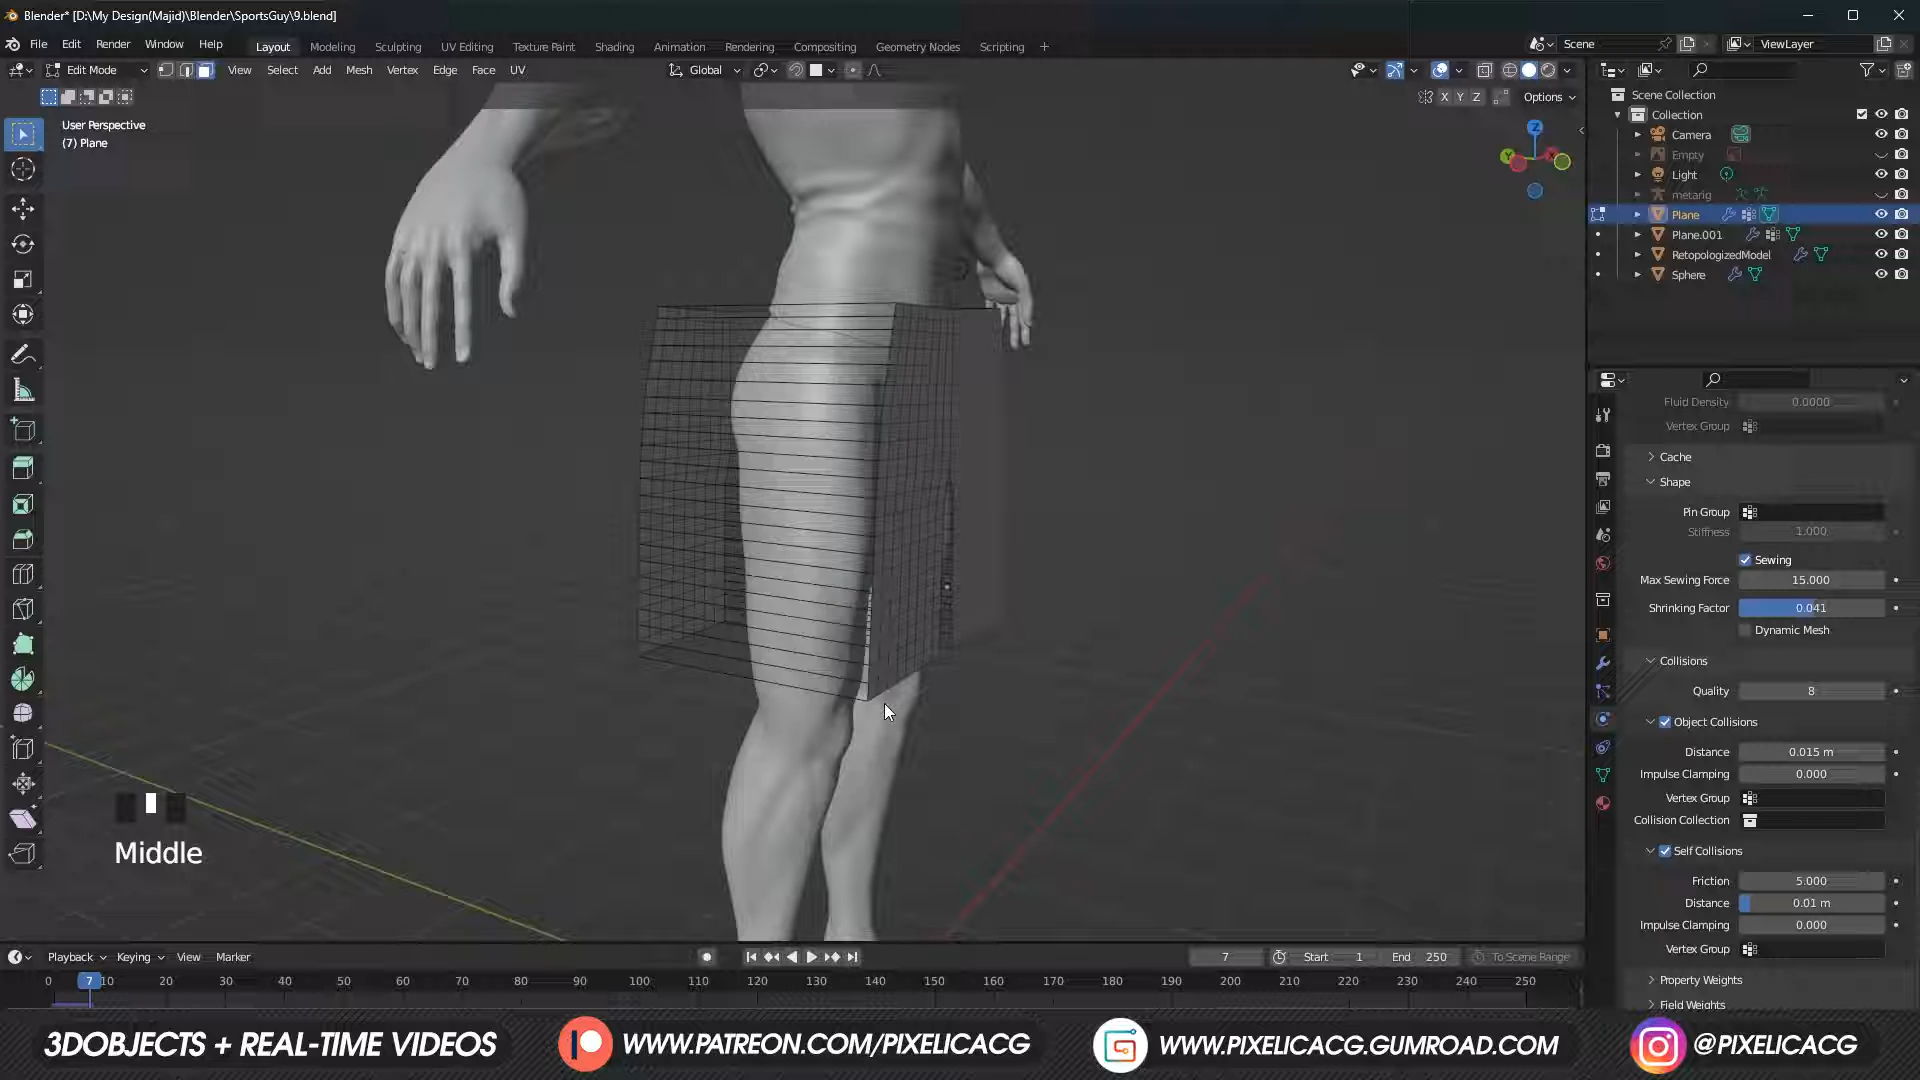 Blender* [D:\My Design(Majid)\Blender\SportsGuy\9.blend]
File Edit Render Window Help Layout Modeling Sculpting UV Editing Texture Paint Shading Animation Rendering Compositing Geometry Nodes Scripting + Scene ViewLayer
Edit Mode View Select Add Mesh Vertex Edge Face UV Global
X Y Z Options
User Perspective
(7) Plane
Z
Y
X
Scene Collection
Collection
Camera
Empty
Light
metarig
Plane
Plane.001
RetopologizedModel
Sphere
Fluid Density 0.0000
Vertex Group
Cache
Shape
Pin Group
Stiffness 1.000
Sewing
Max Sewing Force 15.000
Shrinking Factor 0.041
Dynamic Mesh
Collisions
Quality 8
Object Collisions
Distance 0.015 m
Impulse Clamping 0.000
Vertex Group
Collision Collection
Self Collisions
Friction 5.000
Distance 0.01 m
Impulse Clamping 0.000
Vertex Group
Property Weights
Field Weights
Middle
Playback Keying View Marker 7 Start 1 End 250 To Scene Range
0 7 10 20 30 40 50 60 70 80 90 100 110 120 130 140 150 160 170 180 190 200 210 220 230 240 250
3DOBJECTS + REAL-TIME VIDEOS WWW.PATREON.COM/PIXELICACG WWW.PIXELICACG.GUMROAD.COM @PIXELICACG